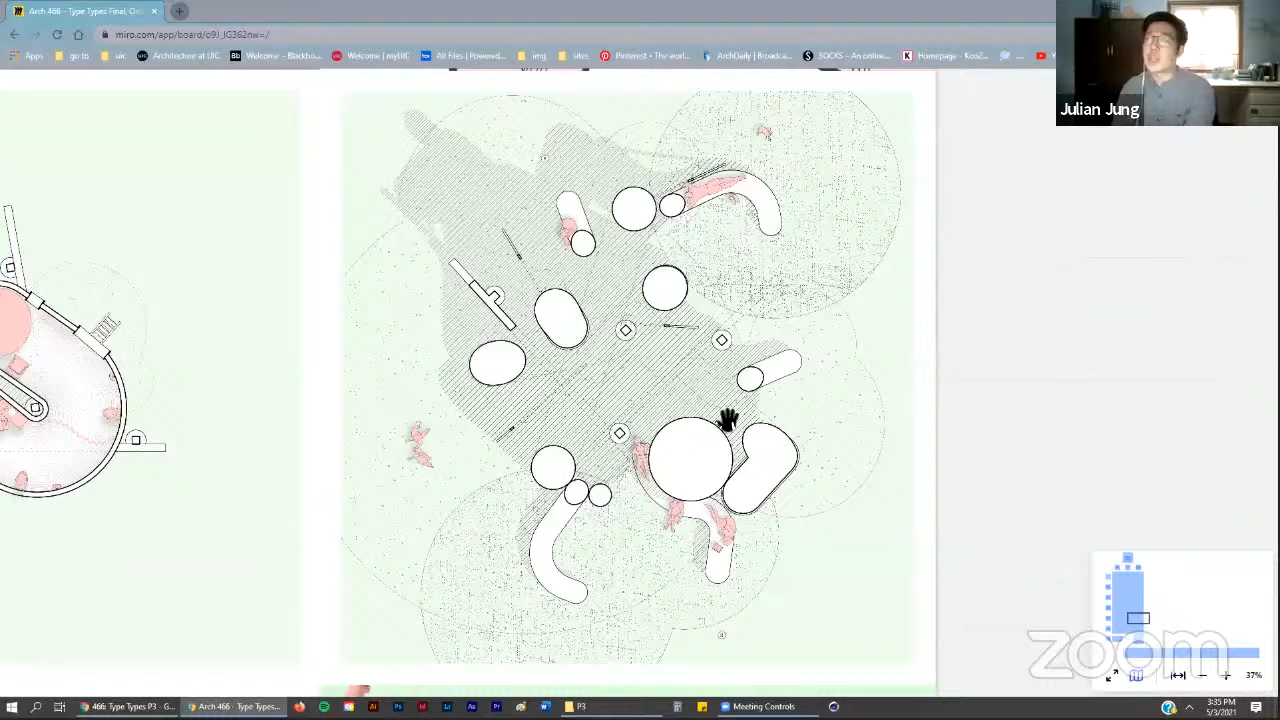 Arch 466 - Type Types Final, Onli
miro.com/app/board/o9J_lG362nw=/
Apps go to uic Architecture at UIC Welcome – Blackbo... Welcome | myUIC All Files | Powered... img sites Pinterest • The worl... ArchDaily | Broadca... SOCKS – An online... Homepage - KooZ... ...
Julian Jung
zoom
37%
466: Type Types P3 - G... Arch 466 - Type Types... P3 Meeting Controls
3:35 PM
5/3/2021